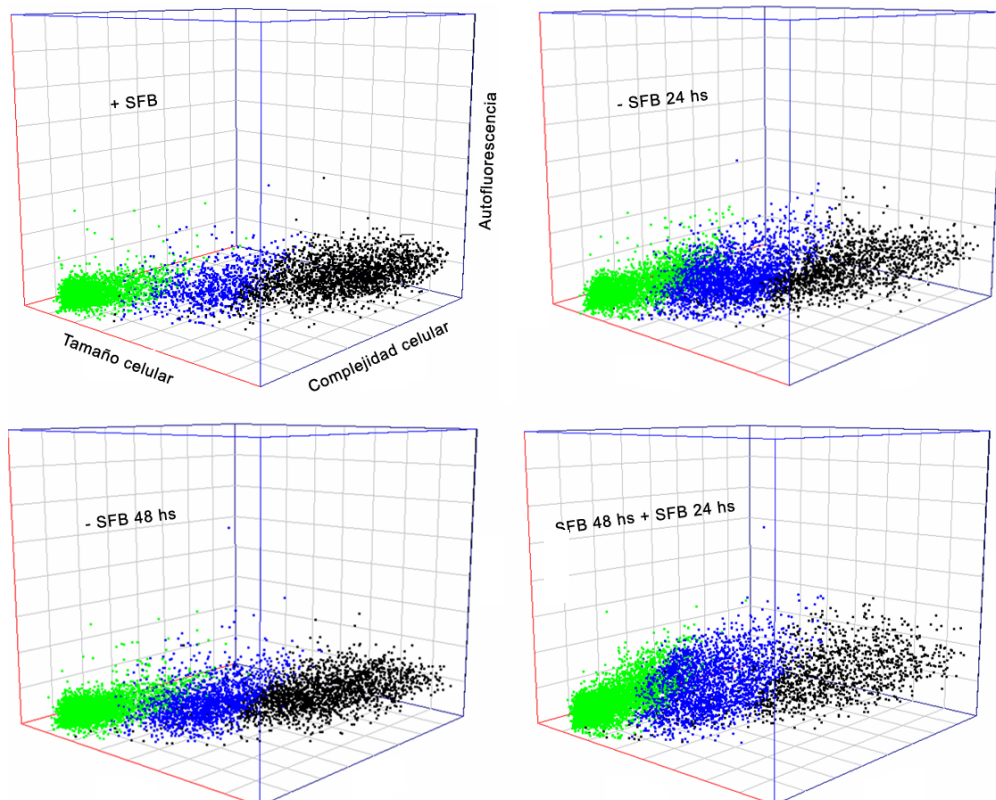 + SFB
- SFB 24 hs
Autofluorescencia
Tamaño celular
Complejidad celular
- SFB 48 hs
SFB 48 hs + SFB 24 hs